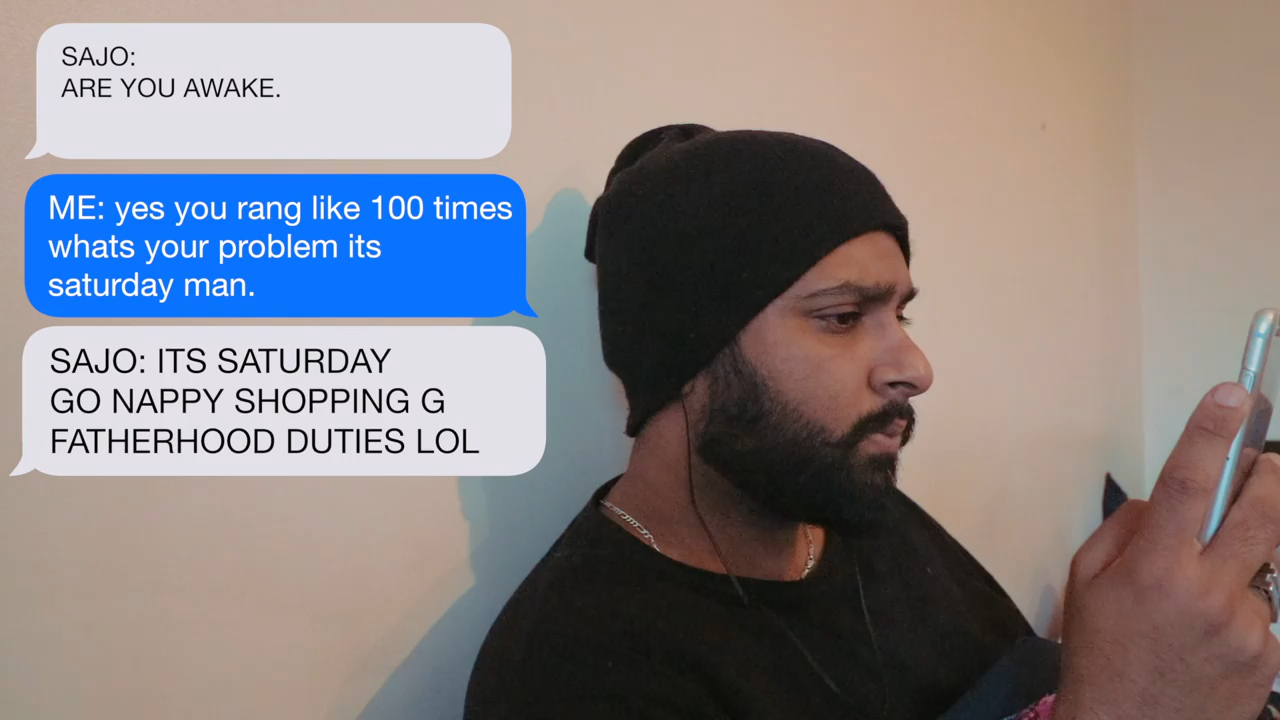 SAJO:
ARE YOU AWAKE.
ME: yes you rang like 100 times
whats your problem its
saturday man.
SAJO: ITS SATURDAY
GO NAPPY SHOPPING G
FATHERHOOD DUTIES LOL